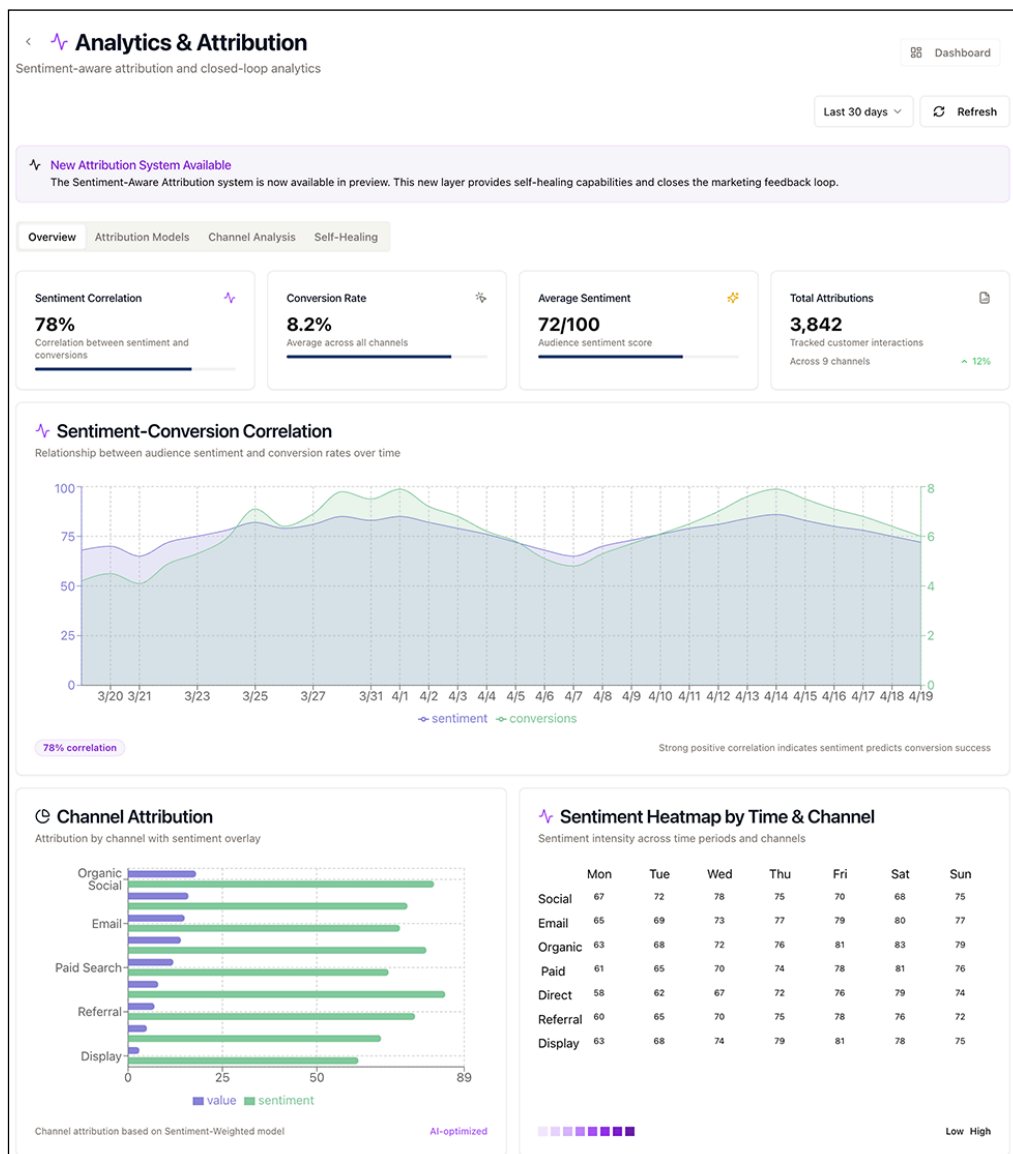 Analytics & Attribution
Sentiment-aware attribution and closed-loop analytics
Dashboard
Last 30 days
Refresh
New Attribution System Available
The Sentiment-Aware Attribution system is now available in preview. This new layer provides self-healing capabilities and closes the marketing feedback loop.
Overview Attribution Models Channel Analysis Self-Healing
Sentiment Correlation
78%
Correlation between sentiment and
conversions
Conversion Rate
8.2%
Average across all channels
Average Sentiment
72/100
Audience sentiment score
Total Attributions
3,842
Tracked customer interactions
Across 9 channels
12%
Sentiment-Conversion Correlation
Relationship between audience sentiment and conversion rates over time
100
75
50
25
0
8
6
4
2
0
3/20 3/21 3/23 3/25 3/27 3/31 4/1 4/2 4/3 4/4 4/5 4/6 4/7 4/8 4/9 4/10 4/11 4/12 4/13 4/14 4/15 4/16 4/17 4/18 4/19
sentiment conversions
78% correlation
Strong positive correlation indicates sentiment predicts conversion success
Channel Attribution
Attribution by channel with sentiment overlay
Organic
Social
Email
Paid Search
Referral
Display
0 25 50 89
value sentiment
Channel attribution based on Sentiment-Weighted model
AI-optimized
Sentiment Heatmap by Time & Channel
Sentiment intensity across time periods and channels
Mon Tue Wed Thu Fri Sat Sun
Social 67 72 78 75 70 68 75
Email 65 69 73 77 79 80 77
Organic 63 68 72 76 81 83 79
Paid 61 65 70 74 78 81 76
Direct 58 62 67 72 76 79 74
Referral 60 65 70 75 78 76 72
Display 63 68 74 79 81 78 75
Low High